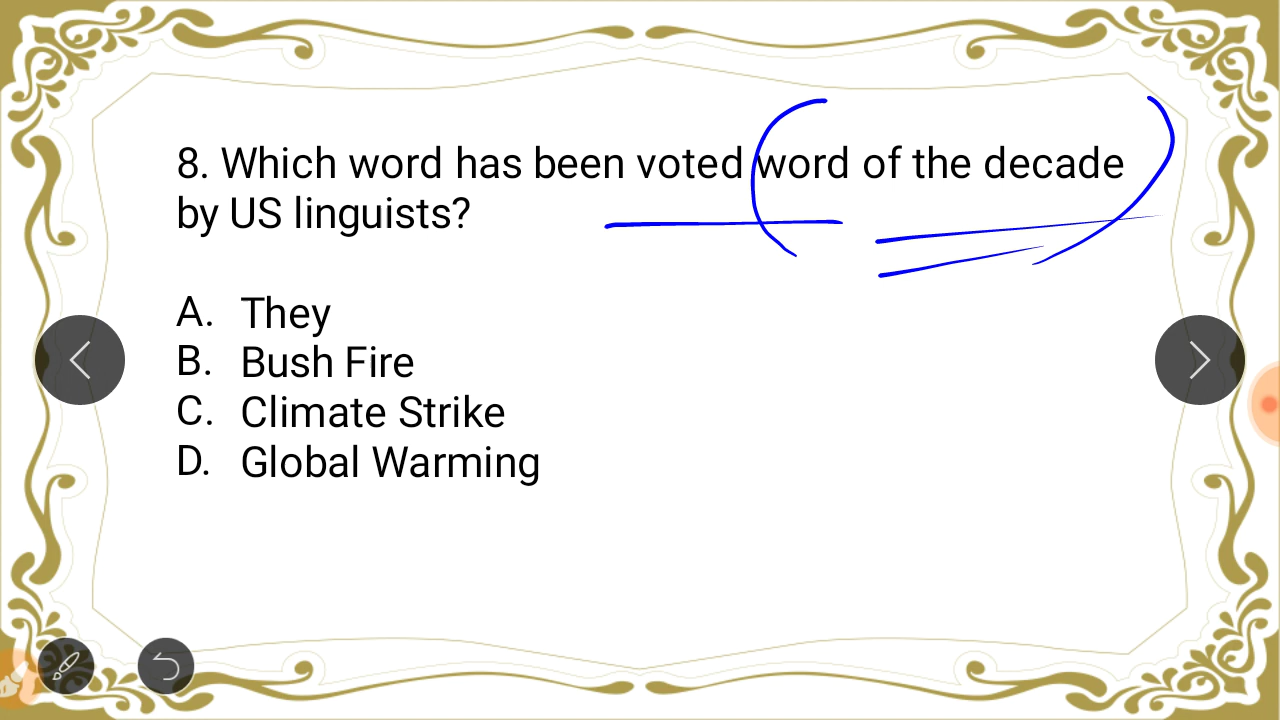 8. Which word has been voted word of the decade
by US linguists?
A. They
B. Bush Fire
C. Climate Strike
D. Global Warming